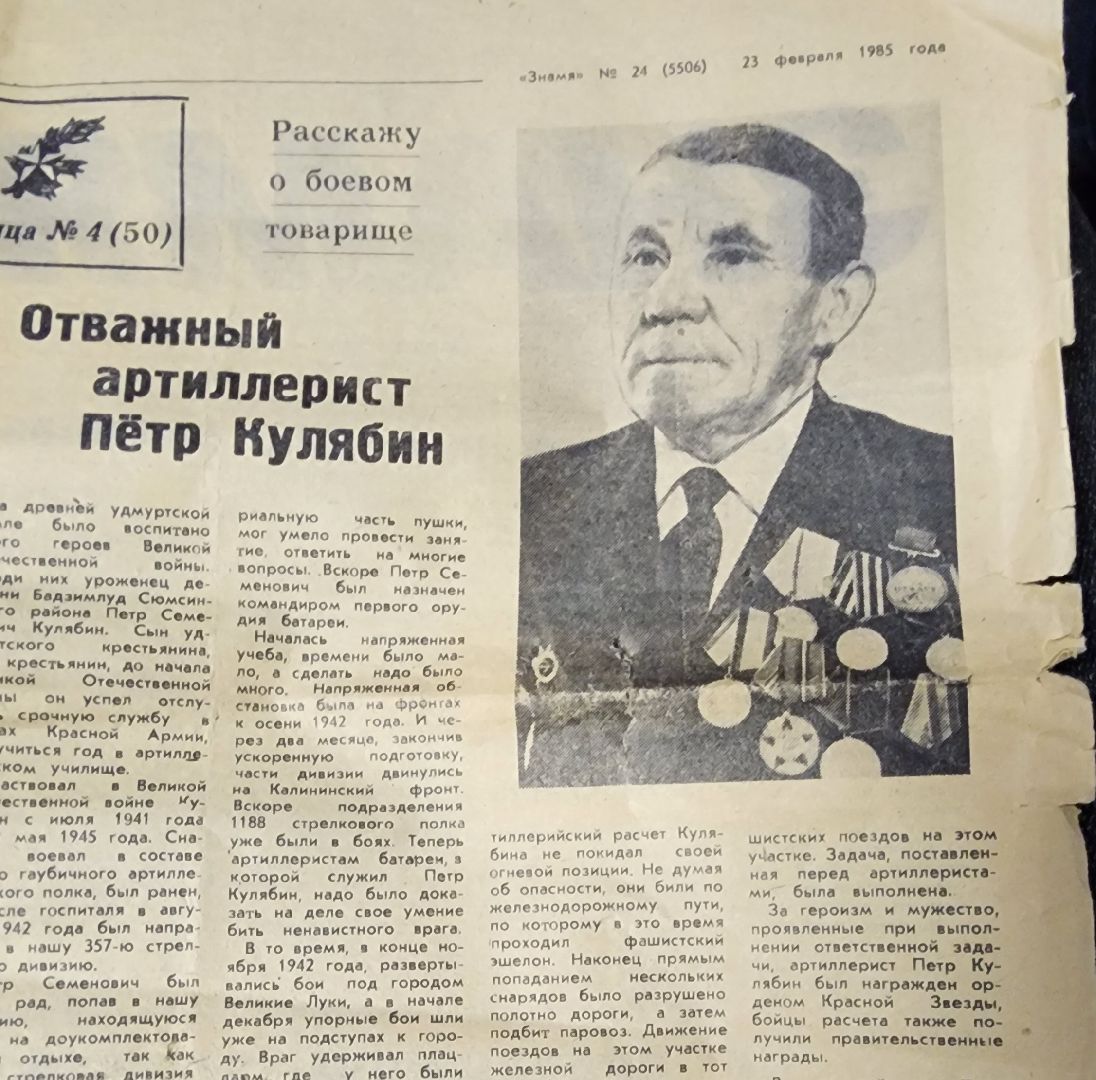 «Знамя» № 24 (5506) 23 февраля 1985 года
ица № 4 (50)
Расскажу
о боевом
товарище
Отважный
артиллерист
Пётр Кулябин
а древней удмуртской
ле было воспитано
го героев Великой
чественной войны.
ди них уроженец де-
ни Бадзимлуд Сюмсин-
го района Петр Семе-
ич Кулябин. Сын уд-
тского крестьянина,
крестьянин, до начала
кой Отечественной
ны он успел отслу-
ь срочную службу в
ах Красной Армии,
учиться год в артилле-
ском училище.
аствовал в Великой
ественной войне Ку-
н с июля 1941 года
мая 1945 года. Сна-
воевал в составе
о гаубичного артилле-
кого полка, был ранен,
сле госпиталя в авгу-
942 года был напра-
в нашу 357-ю стрел-
ю дивизию.
тр Семенович был
рад, попав в нашу
ию, находящуюся
на доукомплектова-
отдыхе, так как
стрелковая дивизия
риальную часть пушки,
мог умело провести заня-
тие, ответить на многие
вопросы. Вскоре Петр Се-
менович был назначен
командиром первого ору-
дия батареи.
Началась напряженная
учеба, времени было ма-
ло, а сделать надо было
много. Напряженная об-
становка была на фронтах
к осени 1942 года. И че-
рез два месяца, закончив
ускоренную подготовку,
части дивизии двинулись
на Калининский фронт.
Вскоре подразделения
1188 стрелкового полка
уже были в боях. Теперь
артиллеристам батареи, в
которой служил Петр
Кулябин, надо было дока-
зать на деле свое умение
бить ненавистного врага.
В то время, в конце но-
ября 1942 года, разверты-
вались бои под городом
Великие Луки, а в начале
декабря упорные бои шли
уже на подступах к горо-
ду. Враг удерживал плац-
дарм, где у него были
тиллерийский расчет Куля-
бина не покидал своей
огневой позиции. Не думая
об опасности, они били по
железнодорожному пути,
по которому в это время
проходил фашистский
эшелон. Наконец прямым
попаданием нескольких
снарядов было разрушено
полотно дороги, а затем
подбит паровоз. Движение
поездов на этом участке
железной дороги в тот
шистских поездов на этом
участке. Задача, поставлен-
ная перед артиллериста-
ми, была выполнена.
За героизм и мужество,
проявленные при выпол-
нении ответственной зада-
чи, артиллерист Петр Ку-
лябин был награжден ор-
деном Красной Звезды,
бойцы расчета также по-
лучили правительственные
награды.